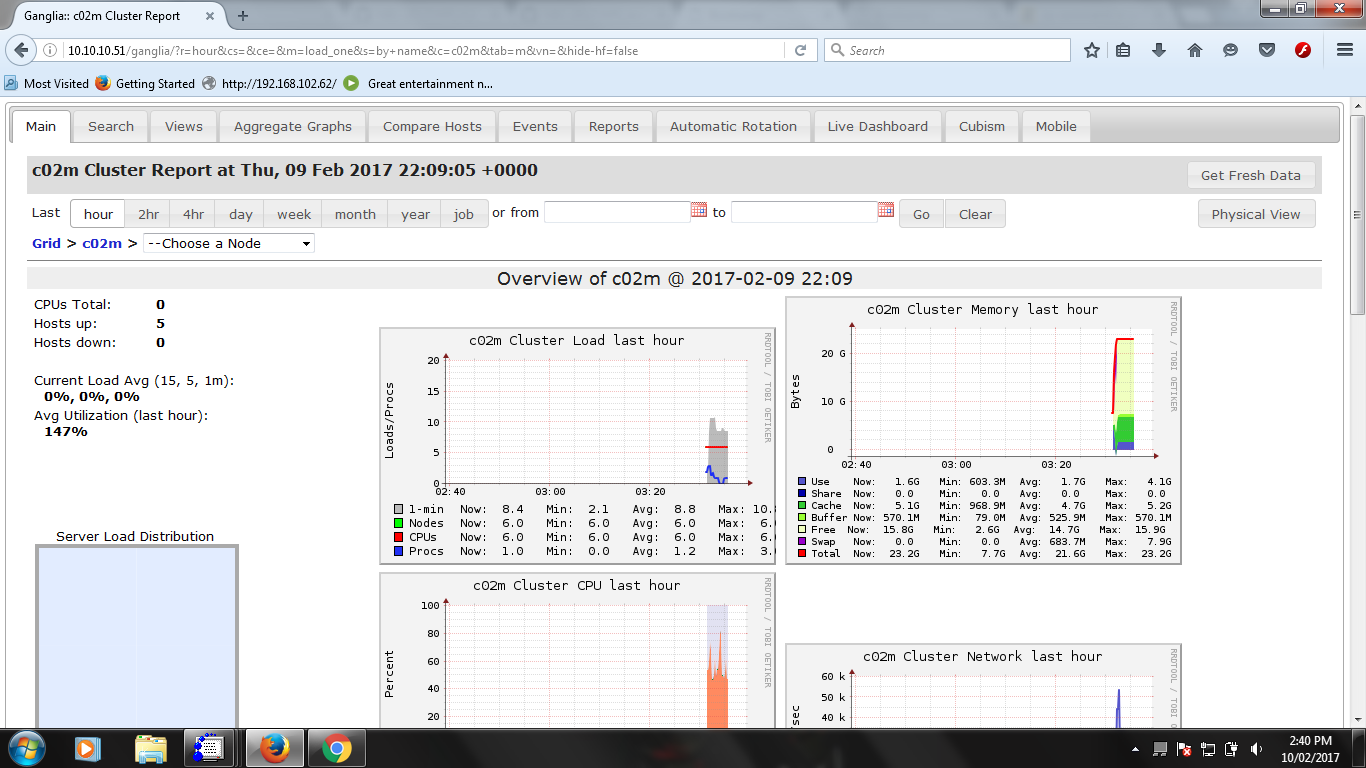 Ganglia:: c02m Cluster Report
10.10.10.51/ganglia/?r=hour&cs=&ce=&m=load_one&s=by+name&c=c02m&tab=m&vn=&hide-hf=false
Search
Most Visited Getting Started http://192.168.102.62/ Great entertainment n...
Main Search Views Aggregate Graphs Compare Hosts Events Reports Automatic Rotation Live Dashboard Cubism Mobile
c02m Cluster Report at Thu, 09 Feb 2017 22:09:05 +0000
Get Fresh Data
Last hour 2hr 4hr day week month year job or from to Go Clear
Physical View
Grid > c02m > --Choose a Node
Overview of c02m @ 2017-02-09 22:09
CPUs Total: 0
Hosts up: 5
Hosts down: 0
Current Load Avg (15, 5, 1m):
0%, 0%, 0%
Avg Utilization (last hour):
147%
Server Load Distribution
c02m Cluster Load last hour
RRDTOOL / TOBI OETIKER
Loads/Procs
20
15
10
5
0
02:40 03:00 03:20
1-min Now: 8.4 Min: 2.1 Avg: 8.8 Max: 10.
Nodes Now: 6.0 Min: 6.0 Avg: 6.0 Max: 6.
CPUs Now: 6.0 Min: 6.0 Avg: 6.0 Max: 6.
Procs Now: 1.0 Min: 0.0 Avg: 1.2 Max: 3.
c02m Cluster Memory last hour
RRDTOOL / TOBI OETIKER
Bytes
20 G
10 G
0
02:40 03:00 03:20
Use Now: 1.6G Min: 603.3M Avg: 1.7G Max: 4.1G
Share Now: 0.0 Min: 0.0 Avg: 0.0 Max: 0.0
Cache Now: 5.1G Min: 968.9M Avg: 4.7G Max: 5.2G
Buffer Now: 570.1M Min: 79.0M Avg: 525.9M Max: 570.1M
Free Now: 15.8G Min: 2.6G Avg: 14.7G Max: 15.9G
Swap Now: 0.0 Min: 0.0 Avg: 683.7M Max: 7.9G
Total Now: 23.2G Min: 7.7G Avg: 21.6G Max: 23.2G
c02m Cluster CPU last hour
RRDTOOL / TOBI OETIKER
Percent
100
80
60
40
20
c02m Cluster Network last hour
RRDTOOL / TOBI OETIKER
sec
60 k
50 k
40 k
2:40 PM
10/02/2017